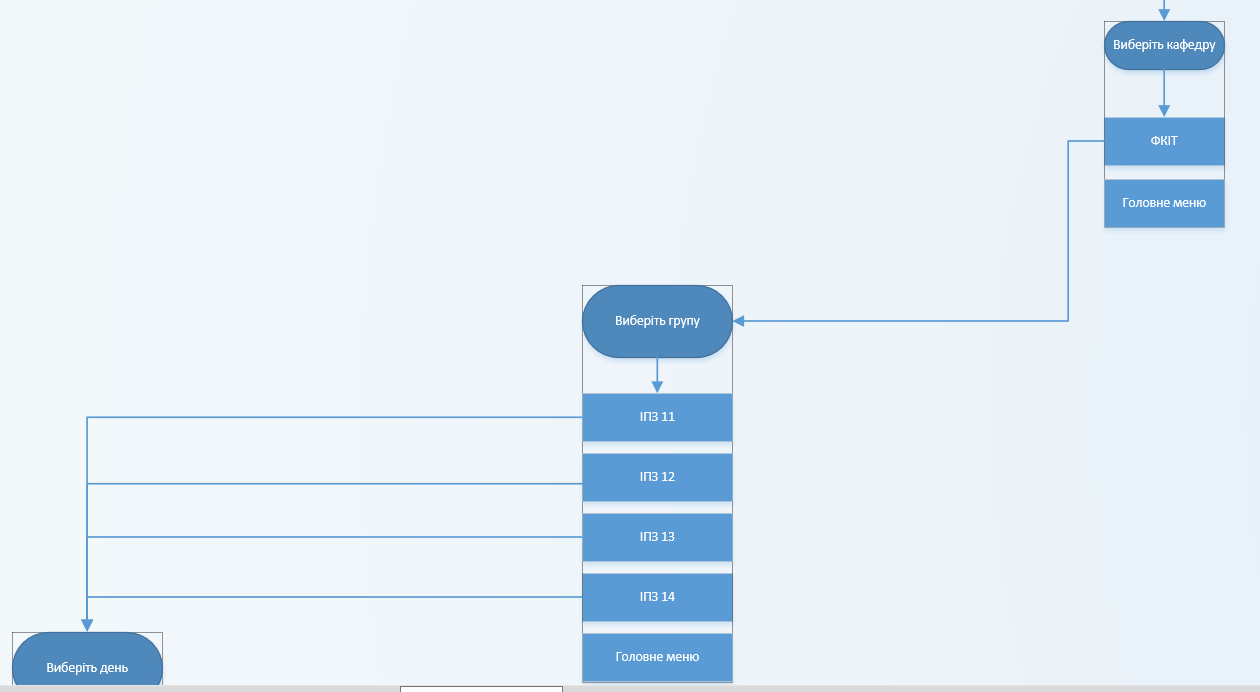 Виберіть кафедру
ФКІТ
Головне меню
Виберіть групу
ІПЗ 11
ІПЗ 12
ІПЗ 13
ІПЗ 14
Головне меню
Виберіть день